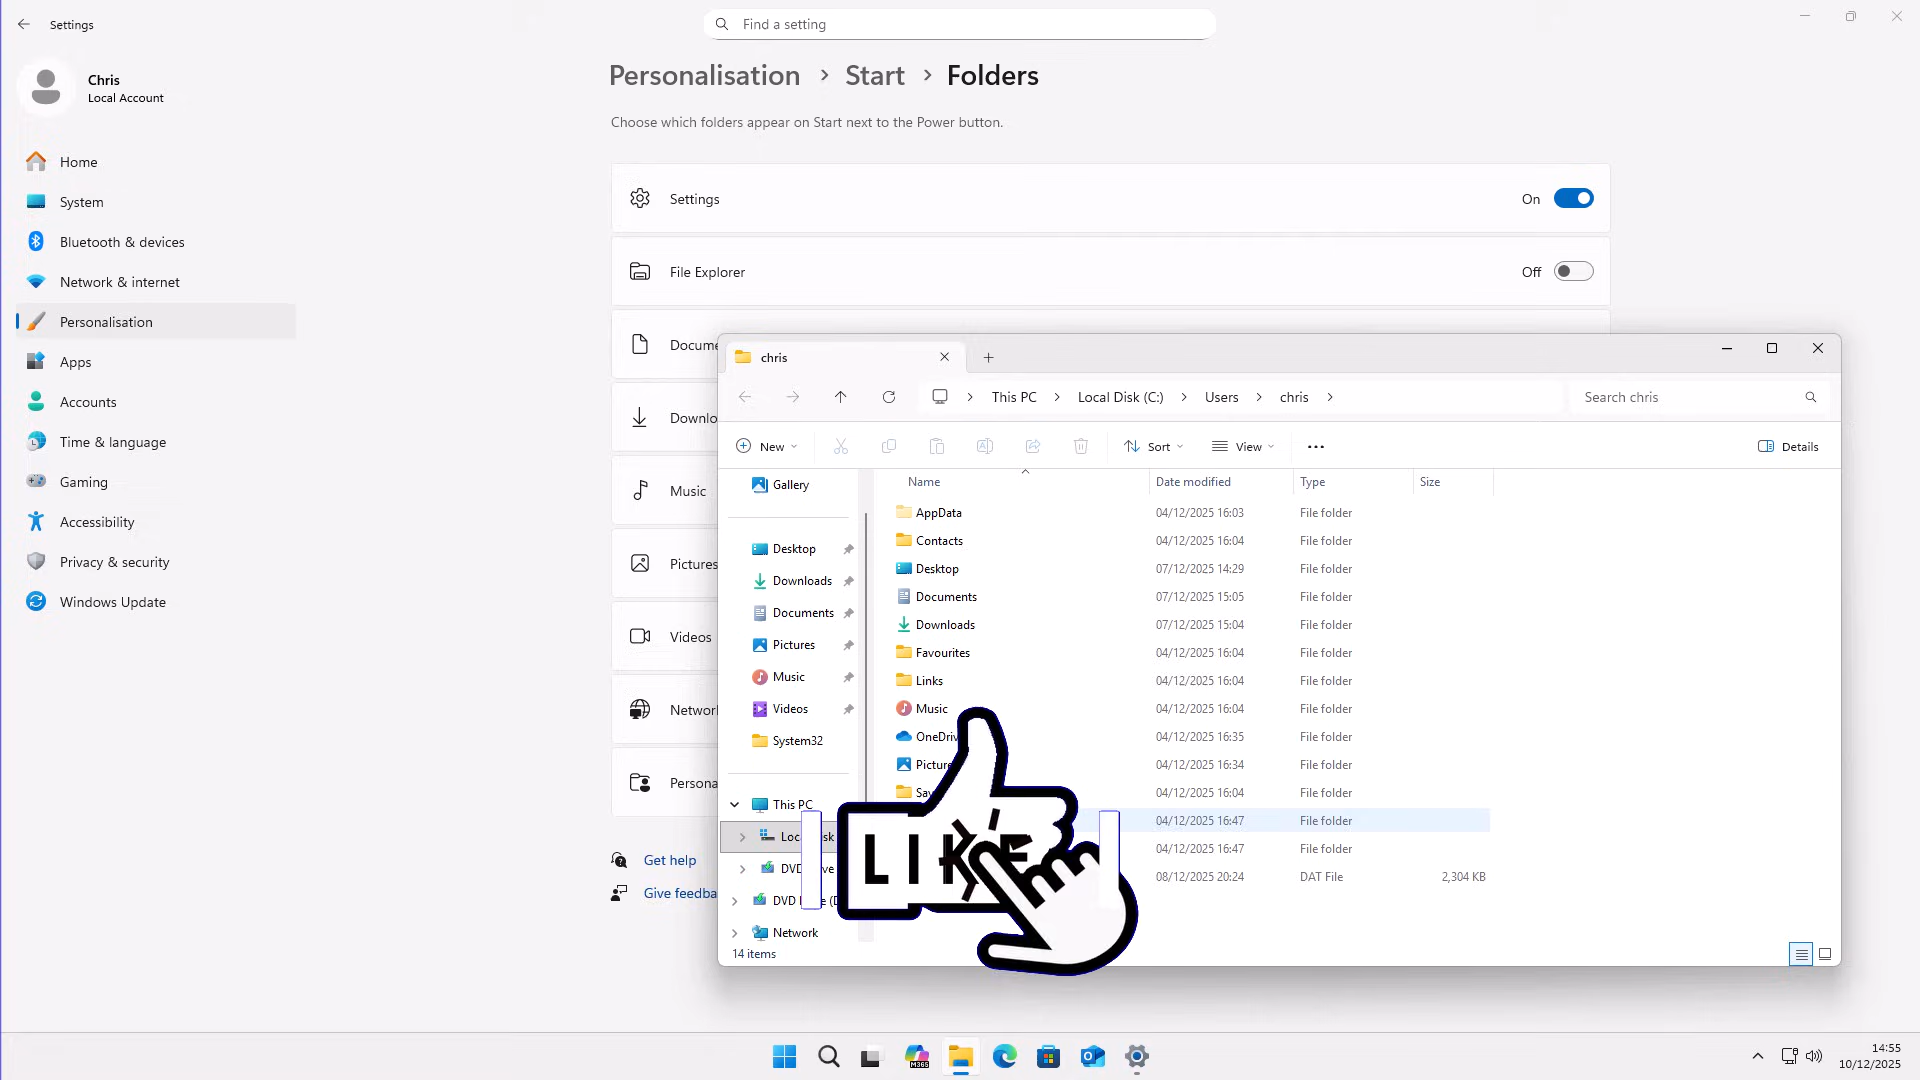 Settings
Find a setting
Chris
Local Account
Home
System
Bluetooth & devices
Network & internet
Personalisation
Apps
Accounts
Time & language
Gaming
Accessibility
Privacy & security
Windows Update
Personalisation > Start > Folders
Choose which folders appear on Start next to the Power button.
Settings On
File Explorer Off
Music
Pictures
Videos
Get help
Give
chris
This PC > Local Disk (C:) > Users > chris >
Search chris
New
Sort
View
Details
Gallery
Desktop
Downloads
Documents
Pictures
Music
Videos
System32
This PC
DVD
DVD
Network
Name Date modified Type Size
AppData 04/12/2025 16:03 File folder
Contacts 04/12/2025 16:04 File folder
Desktop 07/12/2025 14:29 File folder
Documents 07/12/2025 15:05 File folder
Downloads 07/12/2025 15:04 File folder
Favourites 04/12/2025 16:04 File folder
Links 04/12/2025 16:04 File folder
Music 04/12/2025 16:04 File folder
04/12/2025 16:35 File folder
04/12/2025 16:34 File folder
04/12/2025 16:04 File folder
04/12/2025 16:47 File folder
04/12/2025 16:47 File folder
08/12/2025 20:24 DAT File 2,304 KB
LIKE
14 items
M365
14:55
10/12/2025